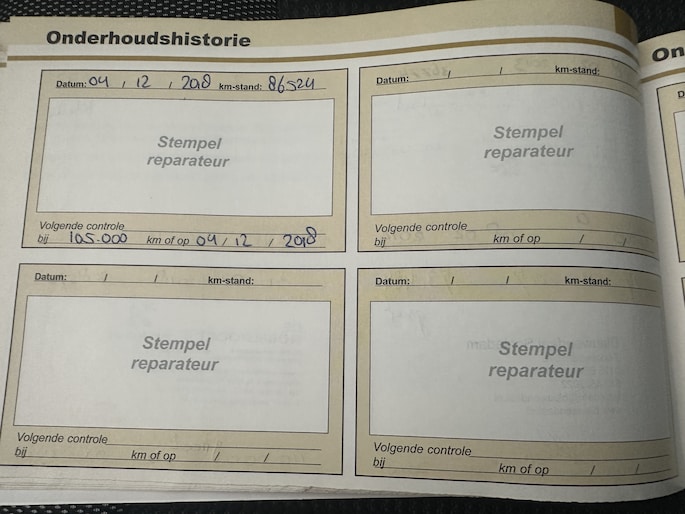 Onderhoudshistorie
Datum: 04 / 12 / 2018 km-stand: 86524
Stempel
reparateur
Volgende controle
bij 105.000 km of op 04 / 12 / 2018
Datum: / / km-stand:
Stempel
reparateur
Volgende controle
bij km of op / /
Datum: / / km-stand:
Stempel
reparateur
Volgende controle
bij km of op / /
Datum: / / km-stand:
Stempel
reparateur
Volgende controle
bij km of op / /
On